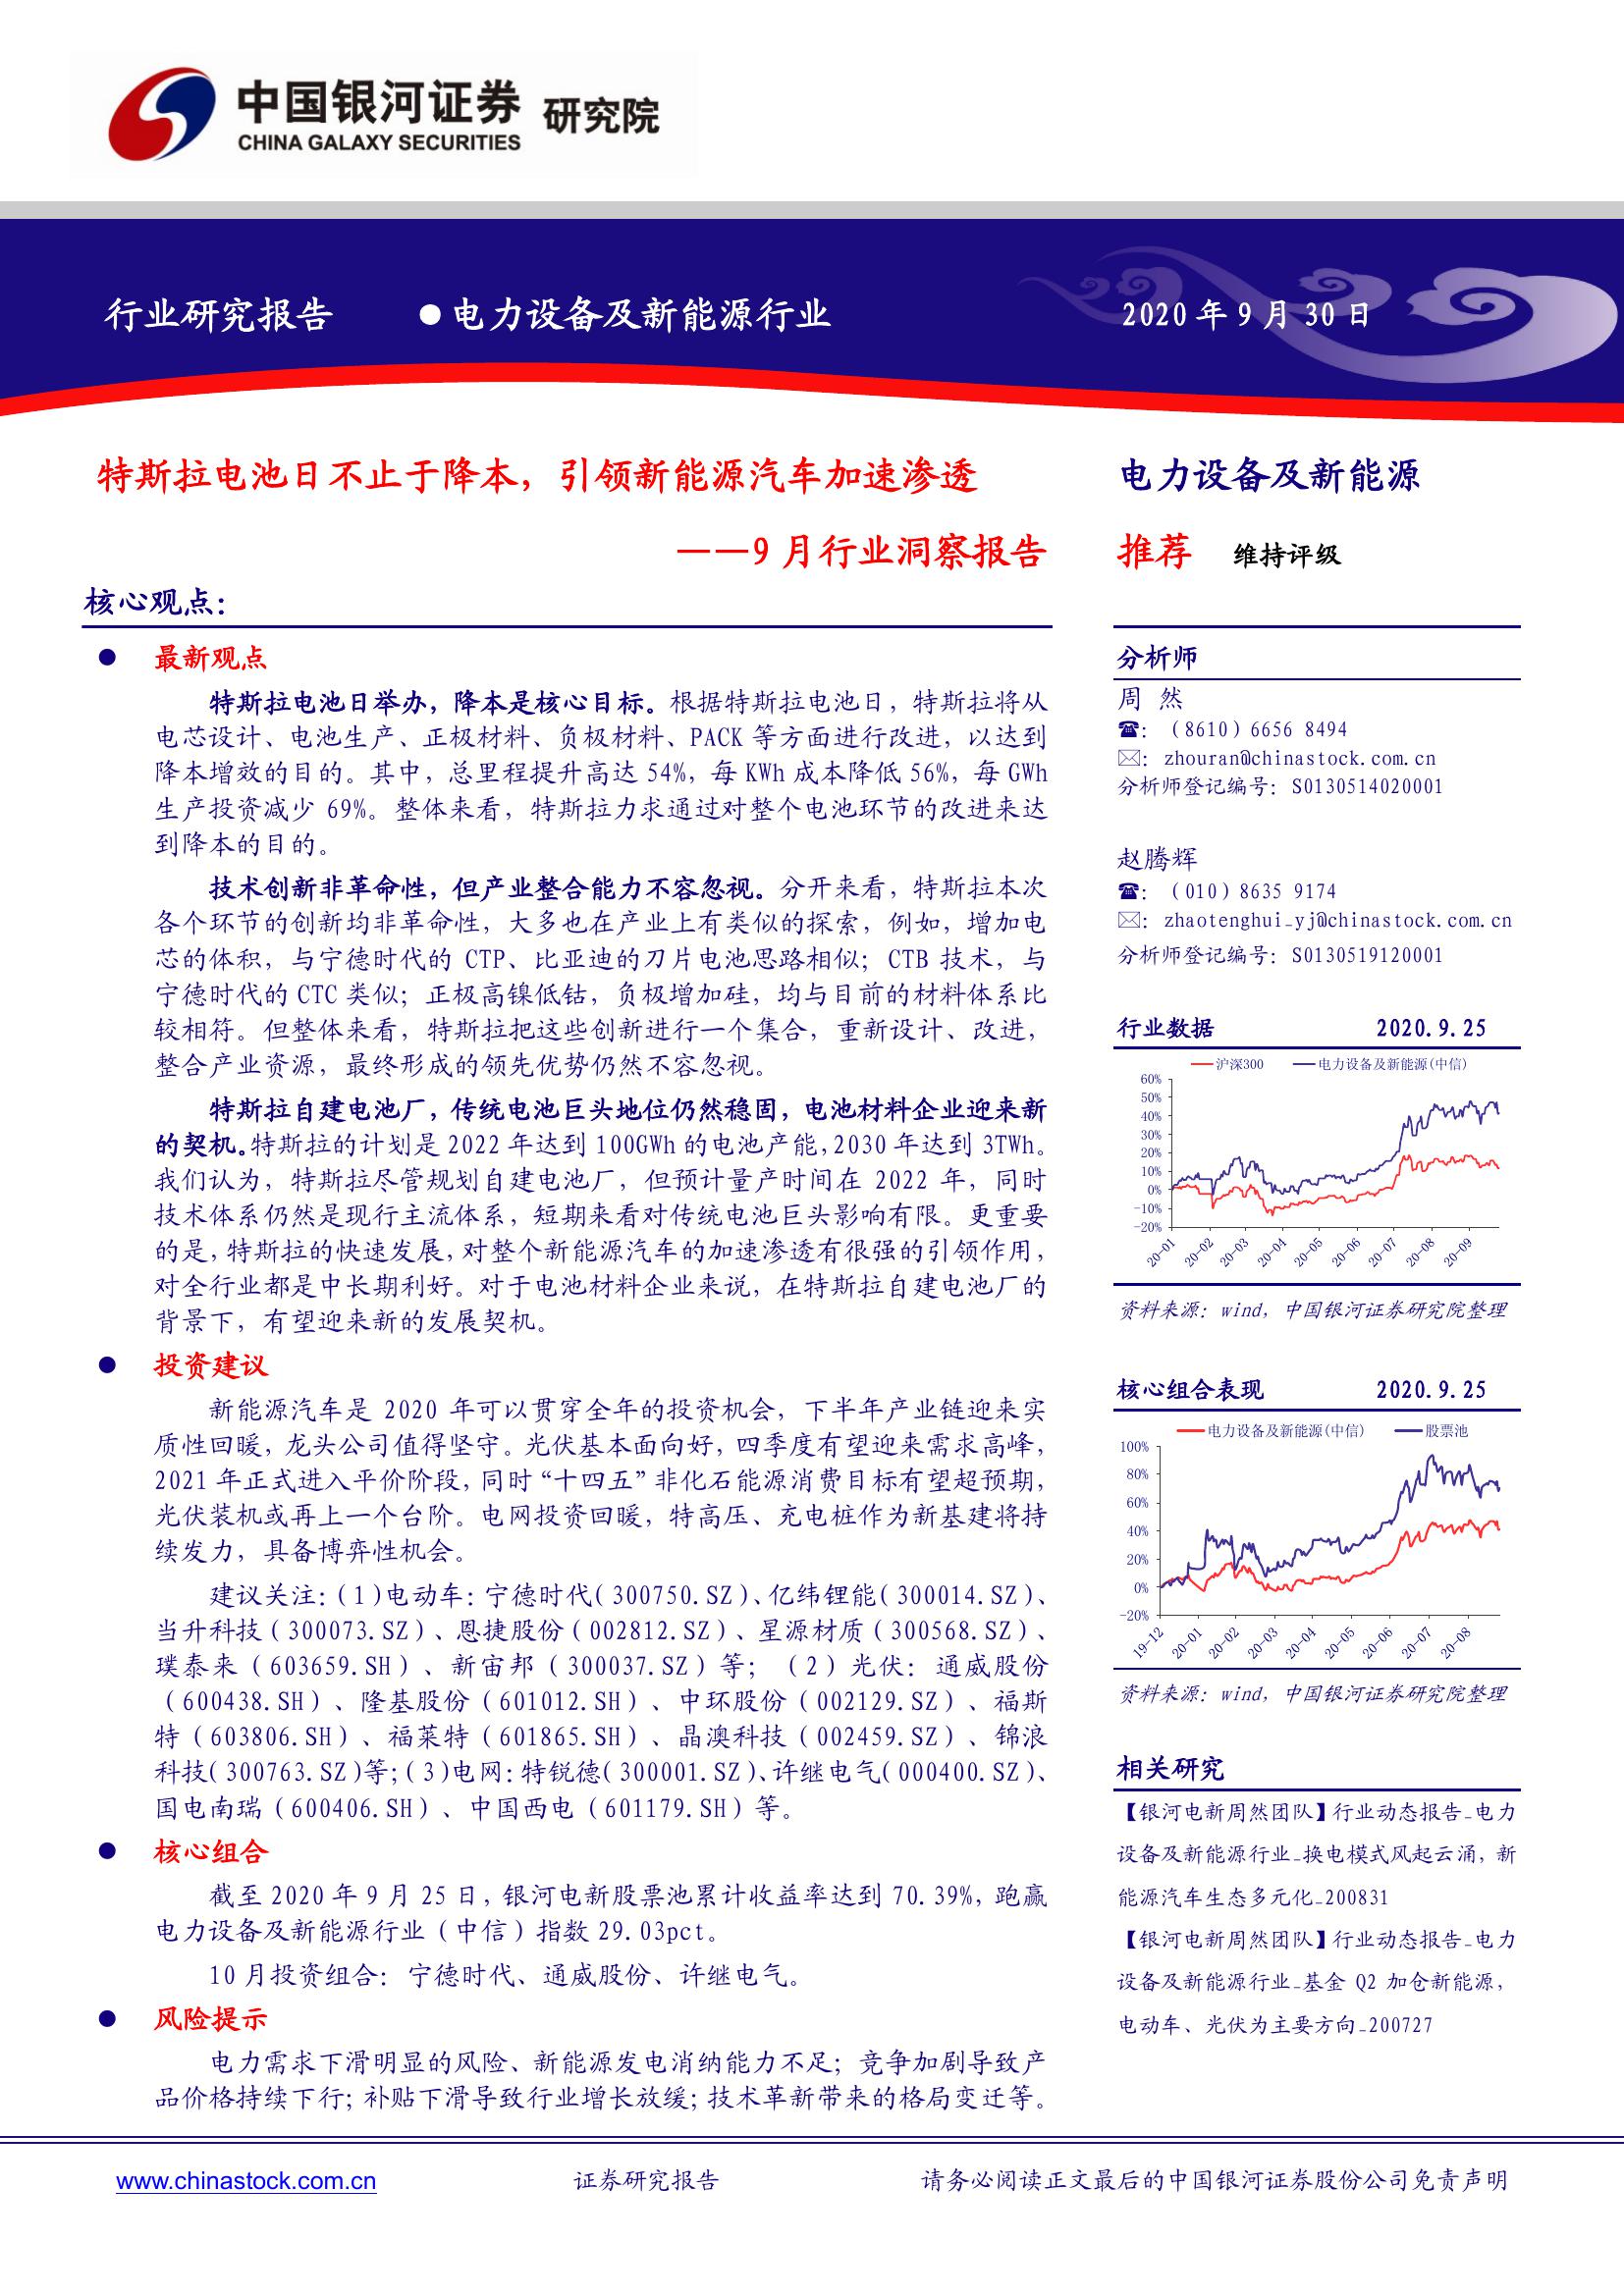 中国银河证券 研究院
CHINA GALAXY SECURITIES
行业研究报告 ●电力设备及新能源行业 2020 年 9 月 30 日
特斯拉电池日不止于降本，引领新能源汽车加速渗透
——9 月行业洞察报告
核心观点：
● 最新观点
特斯拉电池日举办，降本是核心目标。根据特斯拉电池日，特斯拉将从
电芯设计、电池生产、正极材料、负极材料、PACK 等方面进行改进，以达到
降本增效的目的。其中，总里程提升高达 54%，每 KWh 成本降低 56%，每 GWh
生产投资减少 69%。整体来看，特斯拉力求通过对整个电池环节的改进来达
到降本的目的。
技术创新非革命性，但产业整合能力不容忽视。分开来看，特斯拉本次
各个环节的创新均非革命性，大多也在产业上有类似的探索，例如，增加电
芯的体积，与宁德时代的 CTP、比亚迪的刀片电池思路相似；CTB 技术，与
宁德时代的 CTC 类似；正极高镍低钴，负极增加硅，均与目前的材料体系比
较相符。但整体来看，特斯拉把这些创新进行一个集合，重新设计、改进，
整合产业资源，最终形成的领先优势仍然不容忽视。
特斯拉自建电池厂，传统电池巨头地位仍然稳固，电池材料企业迎来新
的契机。特斯拉的计划是 2022 年达到 100GWh 的电池产能，2030 年达到 3TWh。
我们认为，特斯拉尽管规划自建电池厂，但预计量产时间在 2022 年，同时
技术体系仍然是现行主流体系，短期来看对传统电池巨头影响有限。更重要
的是，特斯拉的快速发展，对整个新能源汽车的加速渗透有很强的引领作用，
对全行业都是中长期利好。对于电池材料企业来说，在特斯拉自建电池厂的
背景下，有望迎来新的发展契机。
● 投资建议
新能源汽车是 2020 年可以贯穿全年的投资机会，下半年产业链迎来实
质性回暖，龙头公司值得坚守。光伏基本面向好，四季度有望迎来需求高峰，
2021 年正式进入平价阶段，同时“十四五”非化石能源消费目标有望超预期，
光伏装机或再上一个台阶。电网投资回暖，特高压、充电桩作为新基建将持
续发力，具备博弈性机会。
建议关注：（1）电动车：宁德时代（300750.SZ）、亿纬锂能（300014.SZ）、
当升科技（300073.SZ）、恩捷股份（002812.SZ）、星源材质（300568.SZ）、
璞泰来（603659.SH）、新宙邦（300037.SZ）等；（2）光伏：通威股份
（600438.SH）、隆基股份（601012.SH）、中环股份（002129.SZ）、福斯
特（603806.SH）、福莱特（601865.SH）、晶澳科技（002459.SZ）、锦浪
科技（300763.SZ）等；（3）电网：特锐德（300001.SZ）、许继电气（000400.SZ）、
国电南瑞（600406.SH）、中国西电（601179.SH）等。
● 核心组合
截至 2020 年 9 月 25 日，银河电新股票池累计收益率达到 70.39%，跑赢
电力设备及新能源行业（中信）指数 29.03pct。
10 月投资组合：宁德时代、通威股份、许继电气。
● 风险提示
电力需求下滑明显的风险、新能源发电消纳能力不足；竞争加剧导致产
品价格持续下行；补贴下滑导致行业增长放缓；技术革新带来的格局变迁等。
电力设备及新能源
推荐 维持评级
分析师
周 然
☎：（8610）6656 8494
✉：zhouran@chinastock.com.cn
分析师登记编号：S0130514020001
赵腾辉
☎：（010）8635 9174
✉：zhaotenghui_yj@chinastock.com.cn
分析师登记编号：S0130519120001
行业数据 2020.9.25
沪深300 电力设备及新能源(中信)
60%
50%
40%
30%
20%
10%
0%
-10%
-20%
20-01 20-02 20-03 20-04 20-05 20-06 20-07 20-08 20-09
资料来源：wind，中国银河证券研究院整理
核心组合表现 2020.9.25
电力设备及新能源(中信) 股票池
100%
80%
60%
40%
20%
0%
-20%
19-12 20-01 20-02 20-03 20-04 20-05 20-06 20-07 20-08
资料来源：wind，中国银河证券研究院整理
相关研究
【银河电新周然团队】行业动态报告_电力
设备及新能源行业_换电模式风起云涌，新
能源汽车生态多元化_200831
【银河电新周然团队】行业动态报告_电力
设备及新能源行业_基金 Q2 加仓新能源，
电动车、光伏为主要方向_200727
www.chinastock.com.cn 证券研究报告 请务必阅读正文最后的中国银河证券股份公司免责声明